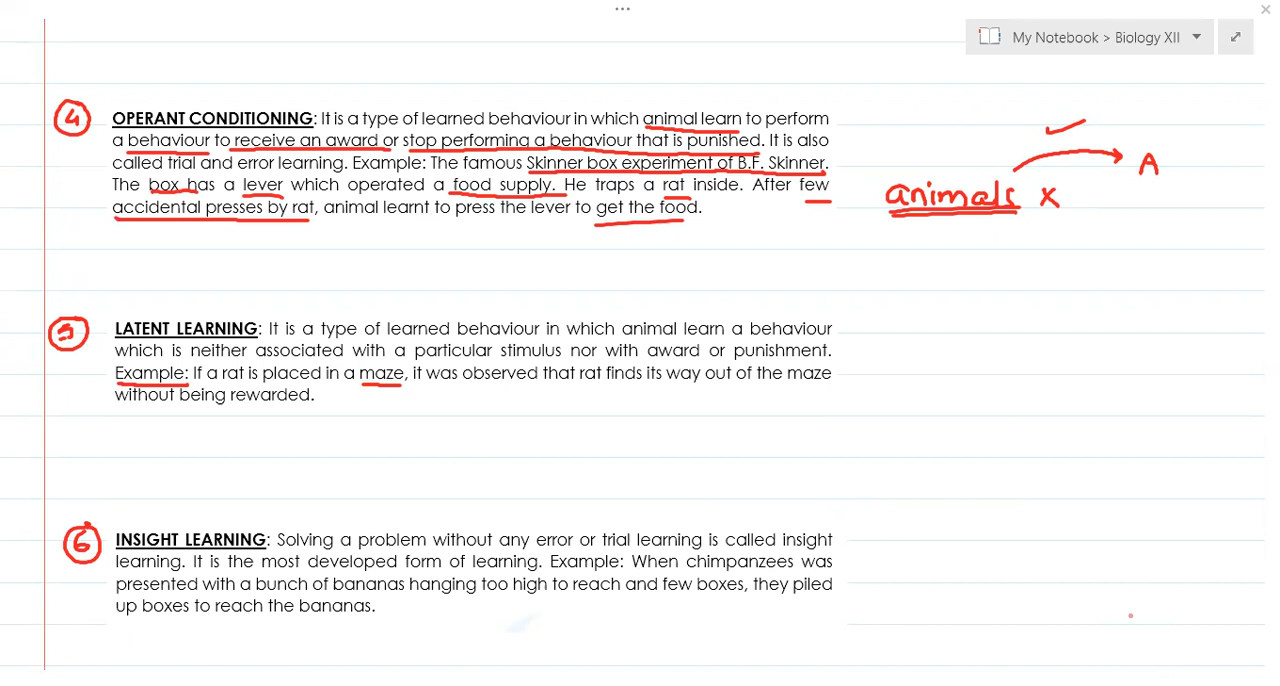 ...
My Notebook > Biology XII
4 OPERANT CONDITIONING: It is a type of learned behaviour in which animal learn to perform
a behaviour to receive an award or stop performing a behaviour that is punished. It is also
called trial and error learning. Example: The famous Skinner box experiment of B.F. Skinner.
The box has a lever which operated a food supply. He traps a rat inside. After few
accidental presses by rat, animal learnt to press the lever to get the food.
A
animals x
5 LATENT LEARNING: It is a type of learned behaviour in which animal learn a behaviour
which is neither associated with a particular stimulus nor with award or punishment.
Example: If a rat is placed in a maze, it was observed that rat finds its way out of the maze
without being rewarded.
6 INSIGHT LEARNING: Solving a problem without any error or trial learning is called insight
learning. It is the most developed form of learning. Example: When chimpanzees was
presented with a bunch of bananas hanging too high to reach and few boxes, they piled
up boxes to reach the bananas.